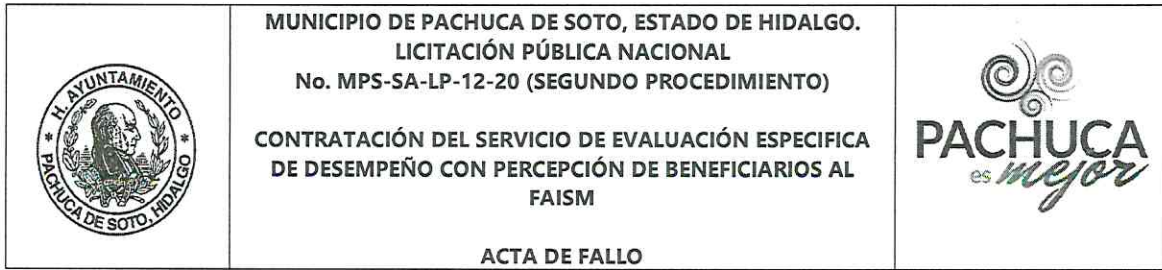 H. AYUNTAMIENTO
PACHUCA DE SOTO, HIDALGO
MUNICIPIO DE PACHUCA DE SOTO, ESTADO DE HIDALGO.
LICITACIÓN PÚBLICA NACIONAL
No. MPS-SA-LP-12-20 (SEGUNDO PROCEDIMIENTO)
CONTRATACIÓN DEL SERVICIO DE EVALUACIÓN ESPECIFICA
DE DESEMPEÑO CON PERCEPCIÓN DE BENEFICIARIOS AL
FAISM
ACTA DE FALLO
PACHUCA
es mejor